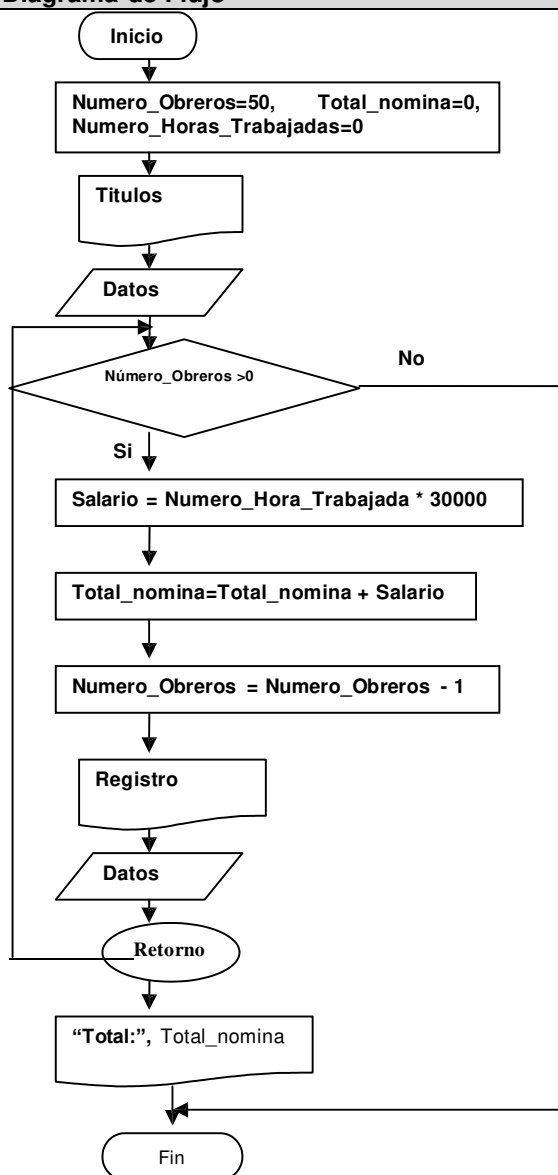 Diagrama de Flujo
Inicio
Numero_Obreros=50, Total_nomina=0,
Numero_Horas_Trabajadas=0
Titulos
Datos
Número_Obreros >0
No
Si
Salario = Numero_Hora_Trabajada * 30000
Total_nomina=Total_nomina + Salario
Numero_Obreros = Numero_Obreros - 1
Registro
Datos
Retorno
“Total:”, Total_nomina
Fin